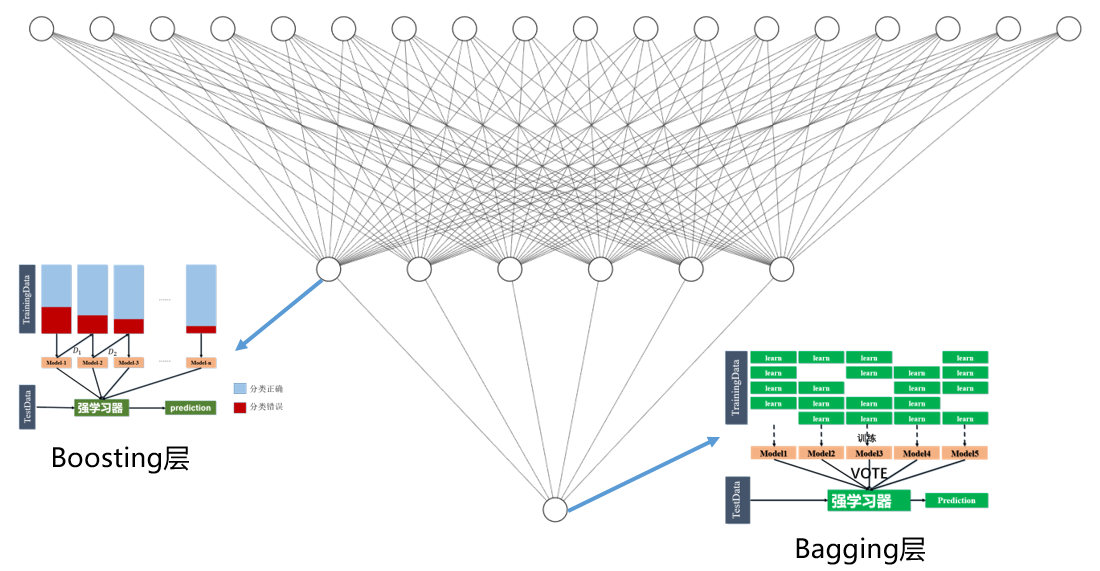 TrainingData
......
D1
D2
Model-1
Model-2
Model-3
......
Model-n
TestData
强学习器
prediction
分类正确
分类错误
Boosting层
TrainingData
learn learn learn learn
learn learn learn learn
learn learn learn learn
learn learn learn learn
learn learn learn learn
训练
Model1 Model2 Model3 Model4 Model5
VOTE
TestData
强学习器
Prediction
Bagging层